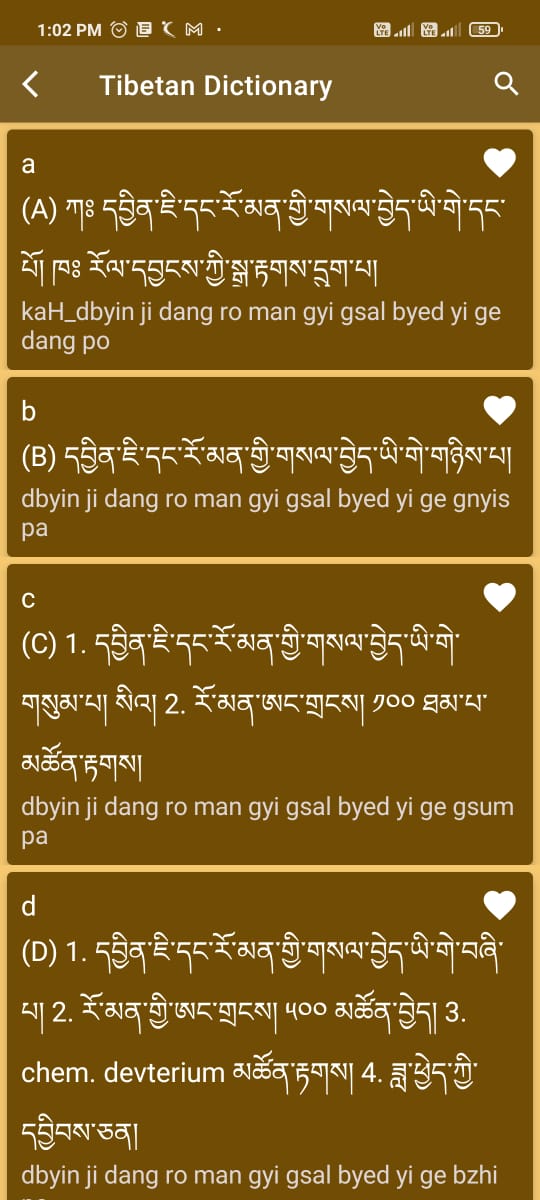 1:02 PM
59
Tibetan Dictionary
a
(A) ཀ༔ དབྱིན་ཇི་དང་རོ་མན་གྱི་གསལ་བྱེད་ཡི་གེ་དང་
པོ། ཁ༔ རོལ་དབྱངས་ཀྱི་སྒྲ་རྟགས་དྲུག་པ།
kaH_dbyin ji dang ro man gyi gsal byed yi ge
dang po
b
(B) དབྱིན་ཇི་དང་རོ་མན་གྱི་གསལ་བྱེད་ཡི་གེ་གཉིས་པ།
dbyin ji dang ro man gyi gsal byed yi ge gnyis
pa
c
(C) 1. དབྱིན་ཇི་དང་རོ་མན་གྱི་གསལ་བྱེད་ཡི་གེ་
གསུམ་པ། སིའ། 2. རོ་མན་ཨང་གྲངས། ༡༠༠ ཐམ་པ་
མཚོན་རྟགས།
dbyin ji dang ro man gyi gsal byed yi ge gsum
pa
d
(D) 1. དབྱིན་ཇི་དང་རོ་མན་གྱི་གསལ་བྱེད་ཡི་གེ་བཞི་
པ། 2. རོ་མན་གྱི་ཨང་གྲངས། ༥༠༠ མཚོན་བྱེད། 3.
chem. devterium མཚོན་རྟགས། 4. ཟླ་ཕྱེད་ཀྱི་
དབྱིབས་ཅན།
dbyin ji dang ro man gyi gsal byed yi ge bzhi